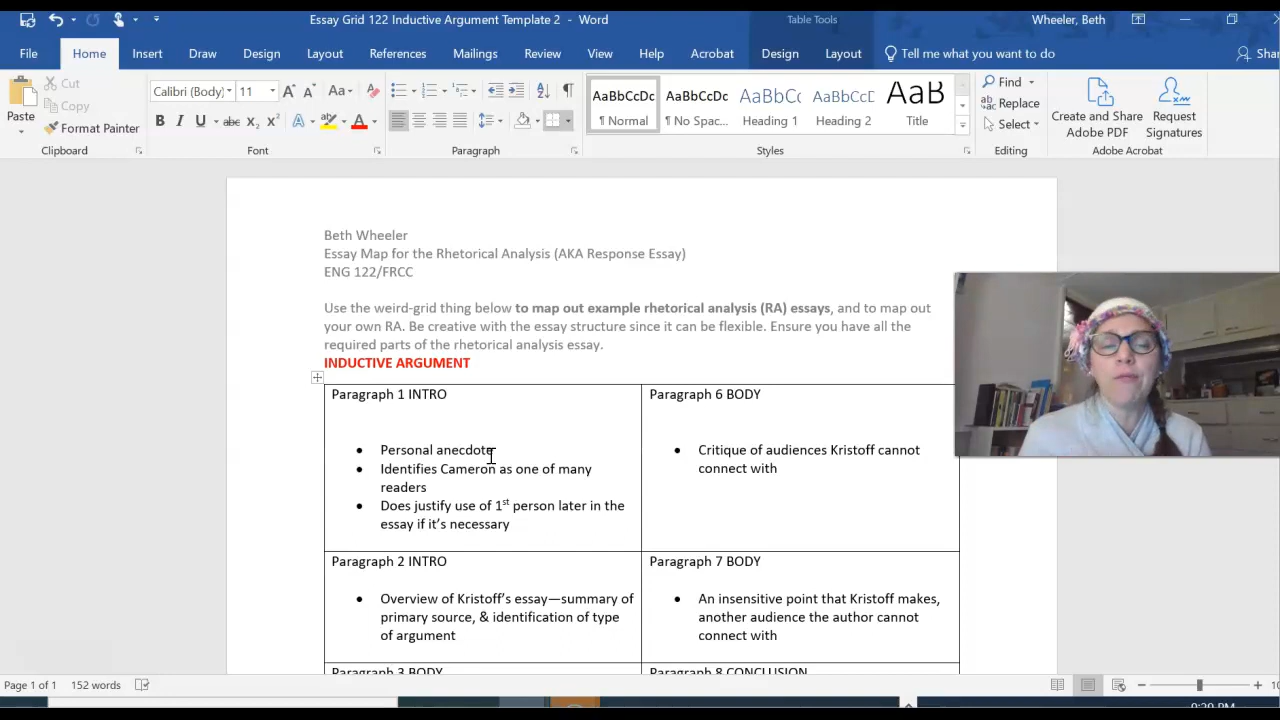 Essay Grid 122 Inductive Argument Template 2 - Word
Table Tools
Wheeler, Beth
File Home Insert Draw Design Layout References Mailings Review View Help Acrobat Design Layout Tell me what you want to do
Paste
Cut
Copy
Format Painter
Clipboard
Calibri (Body) 11
Font
Paragraph
AaBbCcDc
¶ Normal
AaBbCcDc
¶ No Spac...
AaBbCc
Heading 1
AaBbCcD
Heading 2
AaB
Title
Styles
Find
Replace
Select
Editing
Create and Share
Adobe PDF
Request
Signatures
Adobe Acrobat
Beth Wheeler
Essay Map for the Rhetorical Analysis (AKA Response Essay)
ENG 122/FRCC
Use the weird-grid thing below to map out example rhetorical analysis (RA) essays, and to map out
your own RA. Be creative with the essay structure since it can be flexible. Ensure you have all the
required parts of the rhetorical analysis essay.
INDUCTIVE ARGUMENT
Paragraph 1 INTRO
• Personal anecdote
• Identifies Cameron as one of many
readers
• Does justify use of 1st person later in the
essay if it's necessary
Paragraph 6 BODY
• Critique of audiences Kristoff cannot
connect with
Paragraph 2 INTRO
• Overview of Kristoff's essay—summary of
primary source, & identification of type
of argument
Paragraph 7 BODY
• An insensitive point that Kristoff makes,
another audience the author cannot
connect with
Paragraph 3 BODY
Paragraph 8 CONCLUSION
Page 1 of 1 152 words